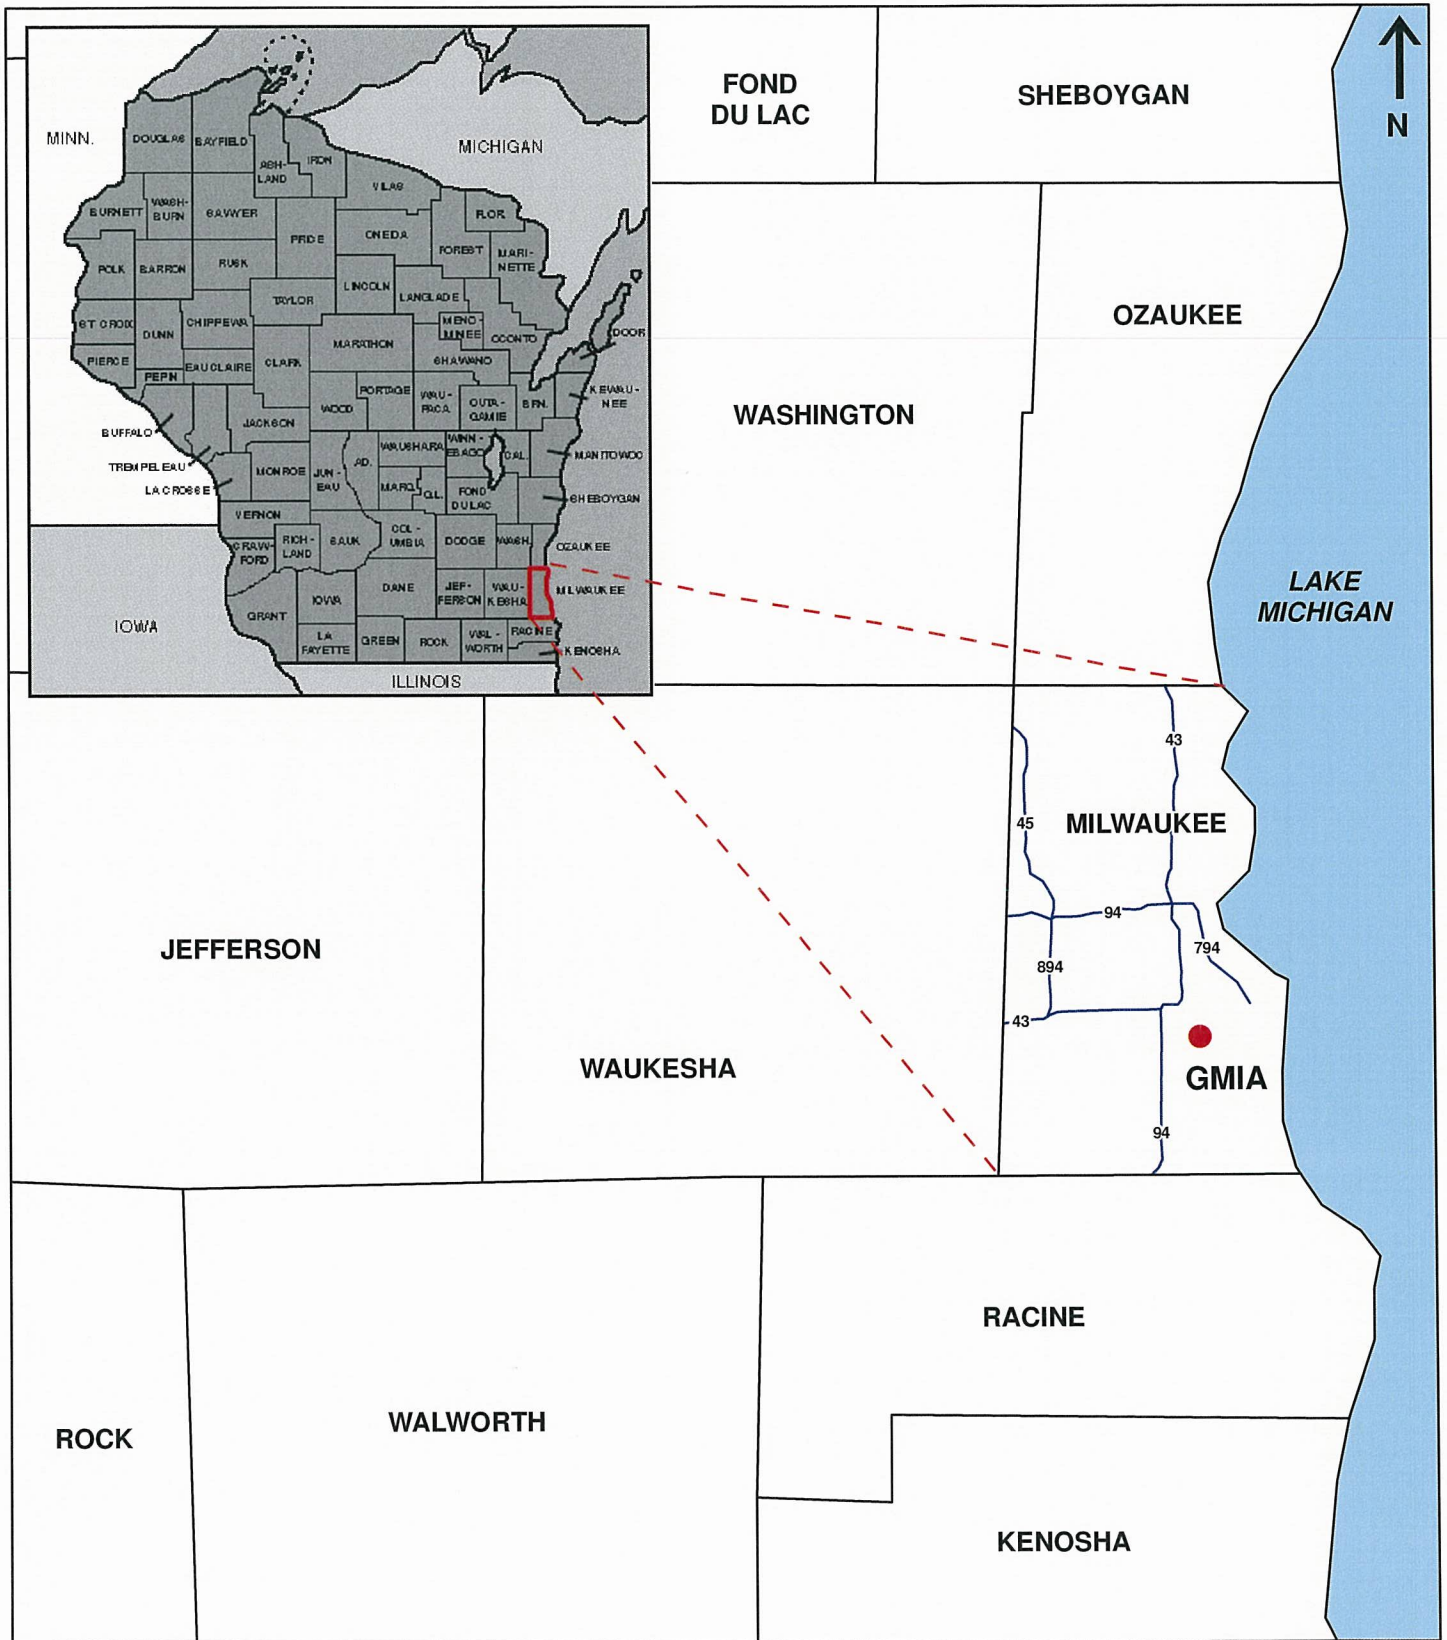 MINN.
MICHIGAN
DOUGLAS
BAYFIELD
ASH-
LAND
IRON
VILAS
BURNETT
WASH-
BURN
SAWYER
PRICE
ONEIDA
FLOR.
FOREST
MARI-
NETTE
POLK
BARRON
RUSK
LINCOLN
LANGLADE
TAYLOR
ST CROIX
DUNN
CHIPPEWA
MENO-
MINEE
OCONTO
DOOR
MARATHON
CLARK
SHAWANO
PIERCE
PEPIN
EAU CLAIRE
PORTAGE
WOOD
WAU-
PACA
OUTA-
GAMIE
BRN.
KEWAU-
NEE
BUFFALO
JACKSON
TREMPELEAU
LA CROSSE
MONROE
JUN-
EAU
AD.
WAUSHARA
WINN-
EBAGO
CAL.
MANITOWOC
MARQ.
G.L.
FOND
DU LAC
SHEBOYGAN
VERNON
CRAW-
FORD
RICH-
LAND
SAUK
COL-
UMBIA
DODGE
WASH.
OZAUKEE
GRANT
IOWA
DANE
JEF-
FERSON
WAU-
KESHA
MILWAUKEE
IOWA
LA
FAYETTE
GREEN
ROCK
WAL-
WORTH
RACINE
KENOSHA
ILLINOIS
FOND
DU LAC
SHEBOYGAN
N
OZAUKEE
WASHINGTON
LAKE
MICHIGAN
43
45
MILWAUKEE
94
794
894
43
JEFFERSON
WAUKESHA
GMIA
94
RACINE
ROCK
WALWORTH
KENOSHA